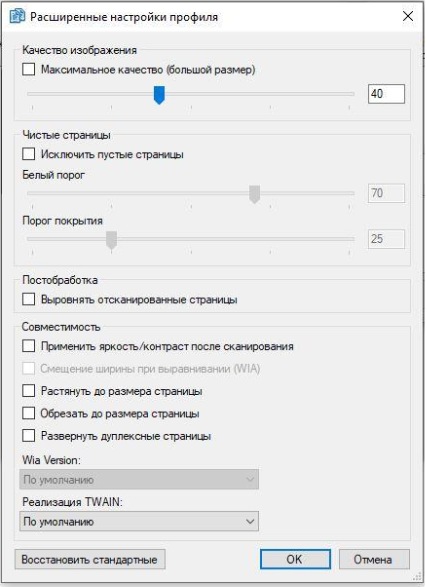 Расширенные настройки профиля
Качество изображения
Максимальное качество (большой размер)
40
Чистые страницы
Исключить пустые страницы
Белый порог
70
Порог покрытия
25
Постобработка
Выровнять отсканированные страницы
Совместимость
Применить яркость/контраст после сканирования
Смещение ширины при выравнивании (WIA)
Растянуть до размера страницы
Обрезать до размера страницы
Развернуть дуплексные страницы
Wia Version:
По умолчанию
Реализация TWAIN:
По умолчанию
Восстановить стандартные
OK
Отмена